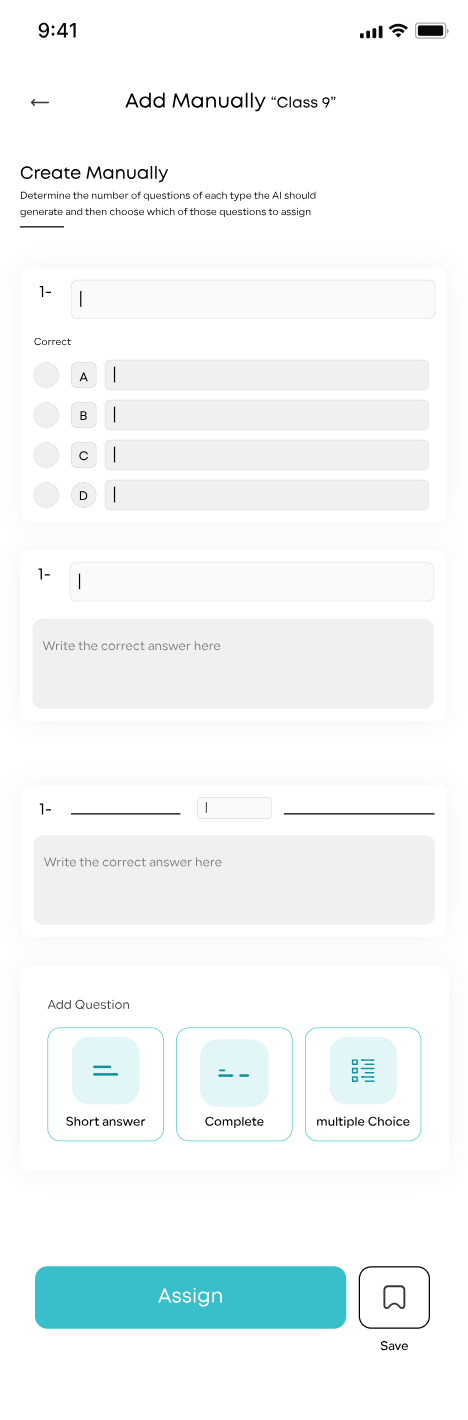 9:41
← Add Manually “Class 9”
Create Manually
Determine the number of questions of each type the AI should
generate and then choose which of those questions to assign
1-
Correct
A
B
C
D
1-
Write the correct answer here
1-
Write the correct answer here
Add Question
Short answer Complete multiple Choice
Assign
Save